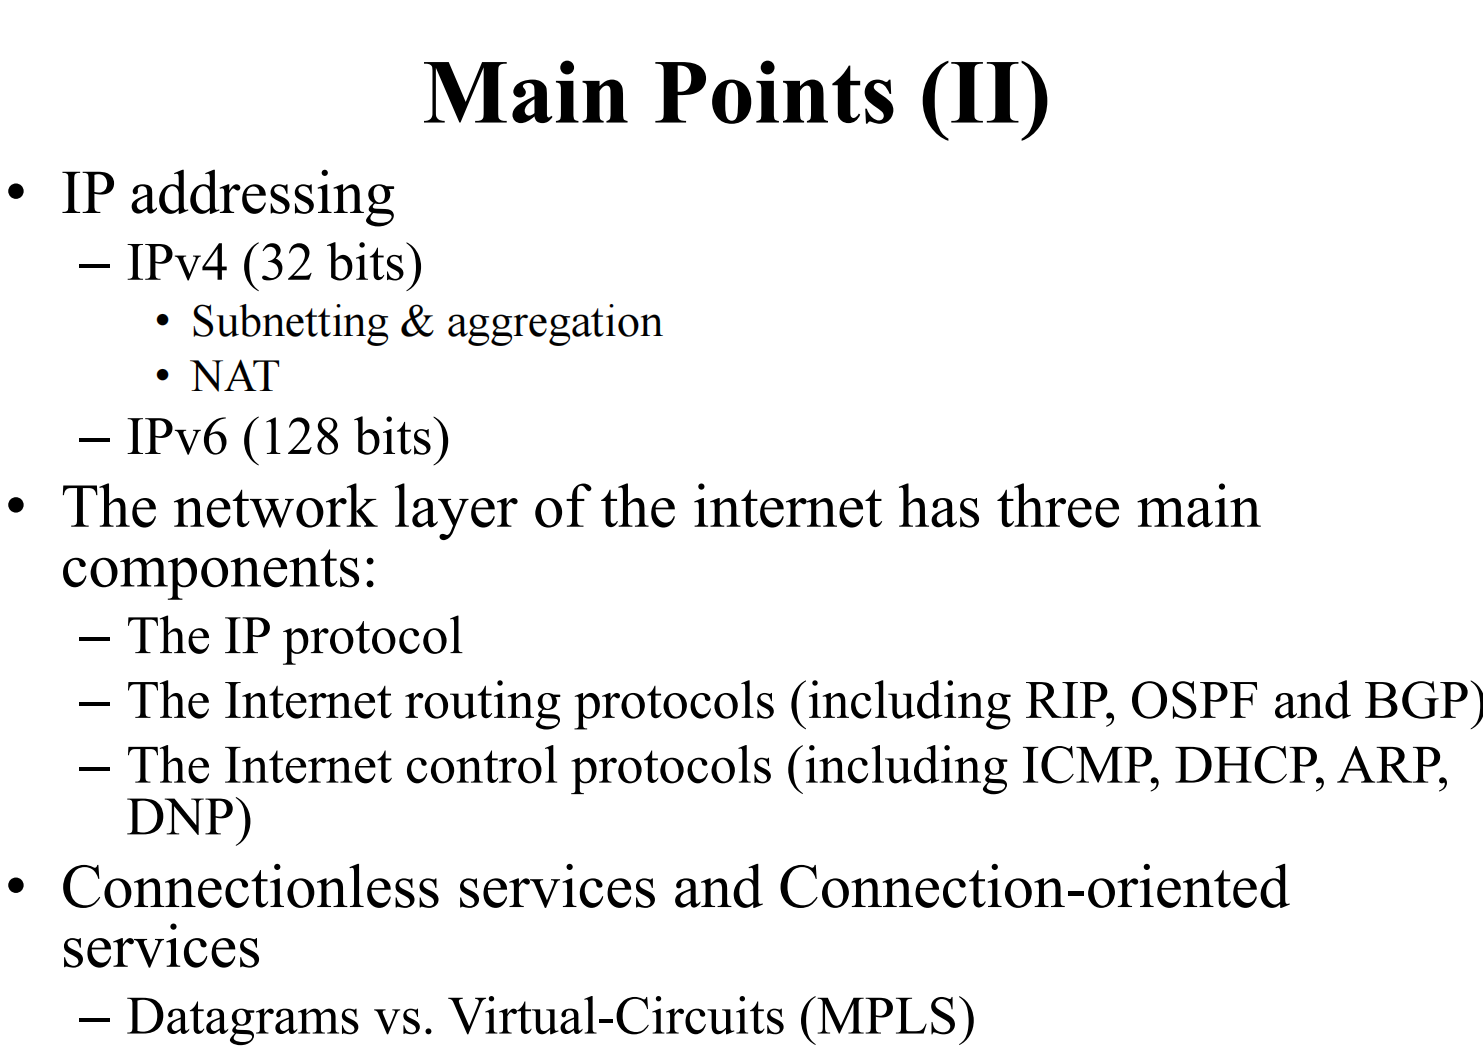 Main Points (II)
• IP addressing
– IPv4 (32 bits)
• Subnetting & aggregation
• NAT
– IPv6 (128 bits)
• The network layer of the internet has three main
components:
– The IP protocol
– The Internet routing protocols (including RIP, OSPF and BGP)
– The Internet control protocols (including ICMP, DHCP, ARP,
DNP)
• Connectionless services and Connection-oriented
services
– Datagrams vs. Virtual-Circuits (MPLS)